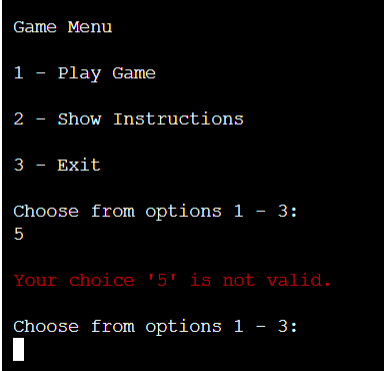 Game Menu
1 - Play Game
2 - Show Instructions
3 - Exit
Choose from options 1 - 3:
5
Your choice '5' is not valid.
Choose from options 1 - 3: